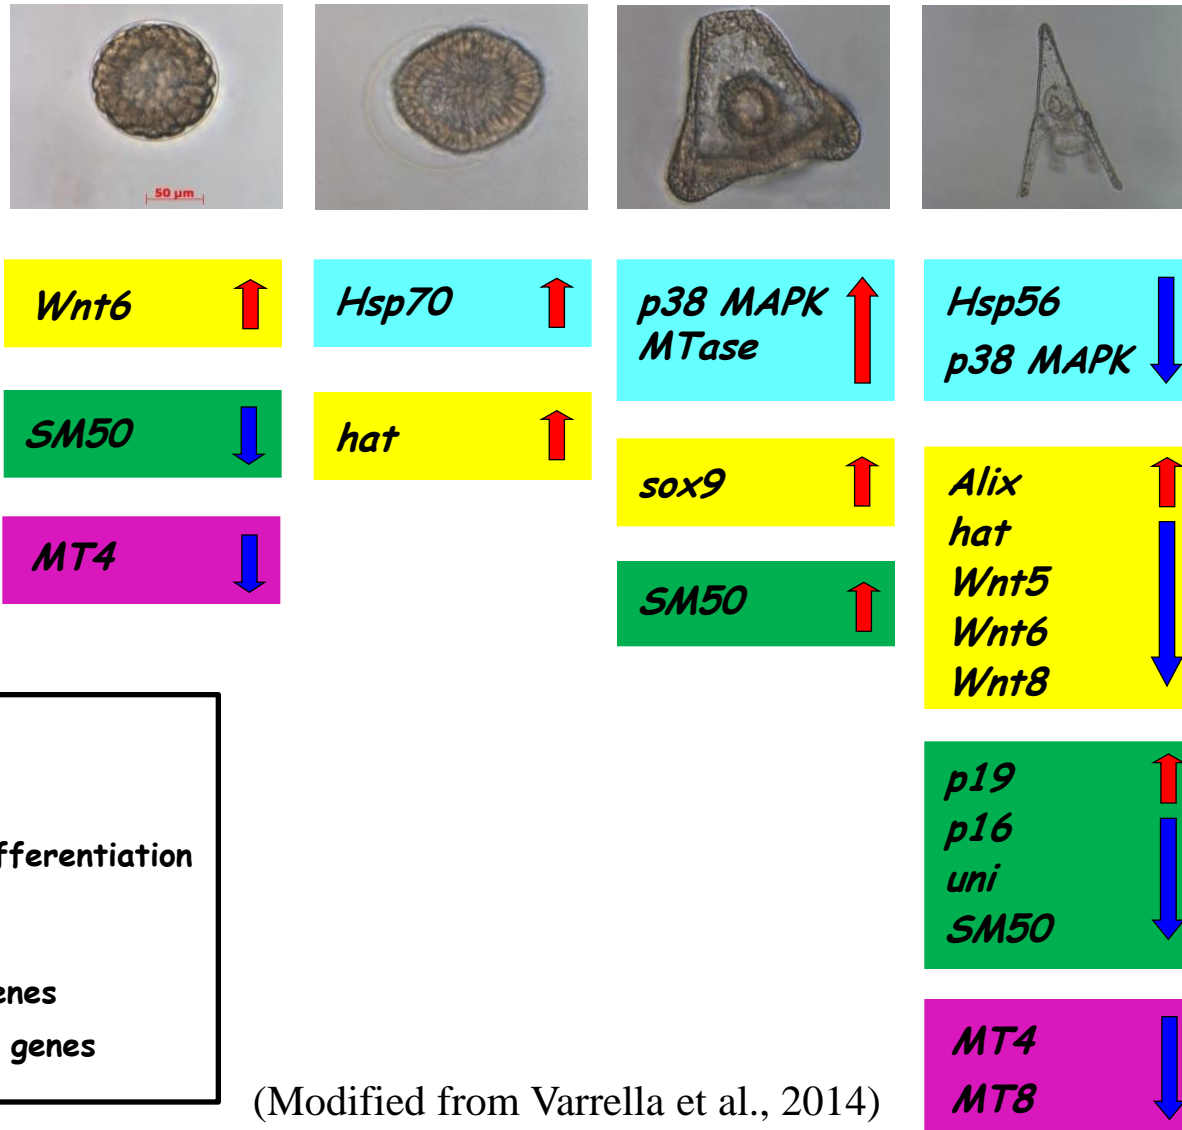 50 µm
Wnt6
SM50
MT4
Hsp70
hat
p38 MAPK
MTase
sox9
SM50
Hsp56
p38 MAPK
Alix
hat
Wnt5
Wnt6
Wnt8
p19
p16
uni
SM50
MT4
MT8
fferentiation
enes
genes
(Modified from Varrella et al., 2014)